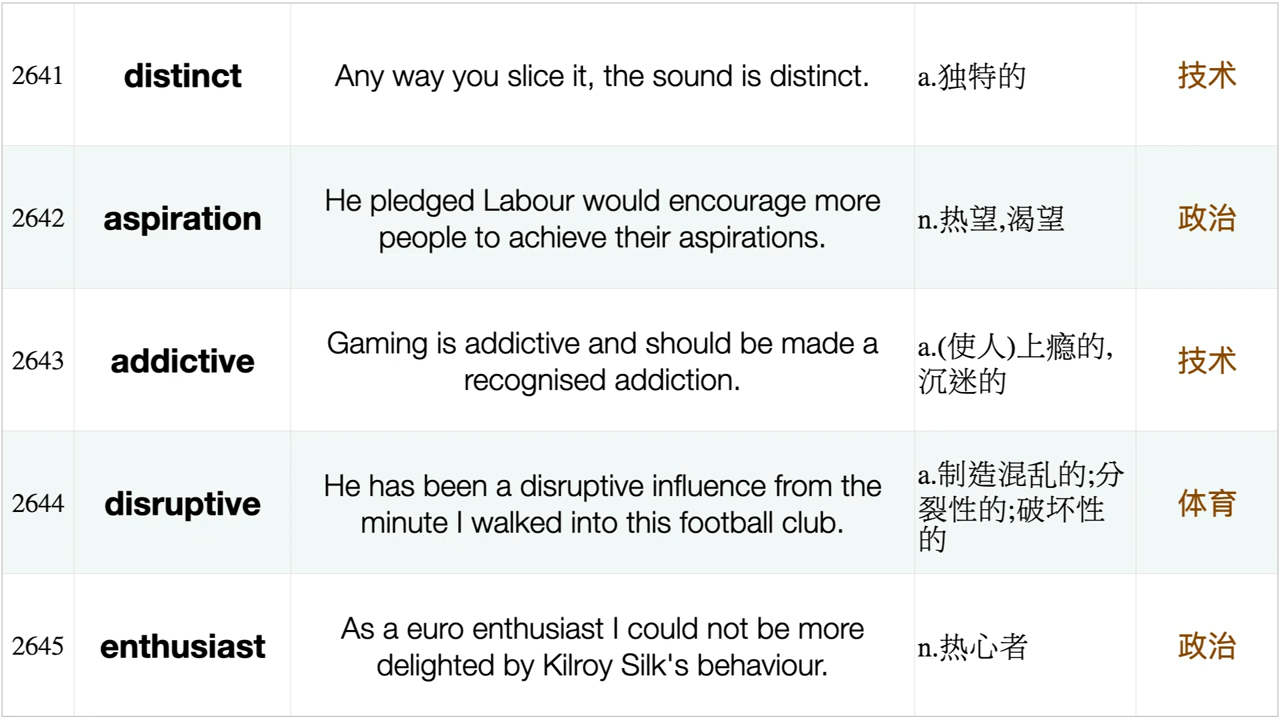 2641 distinct Any way you slice it, the sound is distinct. a.独特的 技术
2642 aspiration He pledged Labour would encourage more
people to achieve their aspirations. n.热望,渴望 政治
2643 addictive Gaming is addictive and should be made a
recognised addiction. a.(使人)上瘾的,
沉迷的 技术
2644 disruptive He has been a disruptive influence from the
minute I walked into this football club. a.制造混乱的;分
裂性的;破坏性
的 体育
2645 enthusiast As a euro enthusiast I could not be more
delighted by Kilroy Silk's behaviour. n.热心者 政治